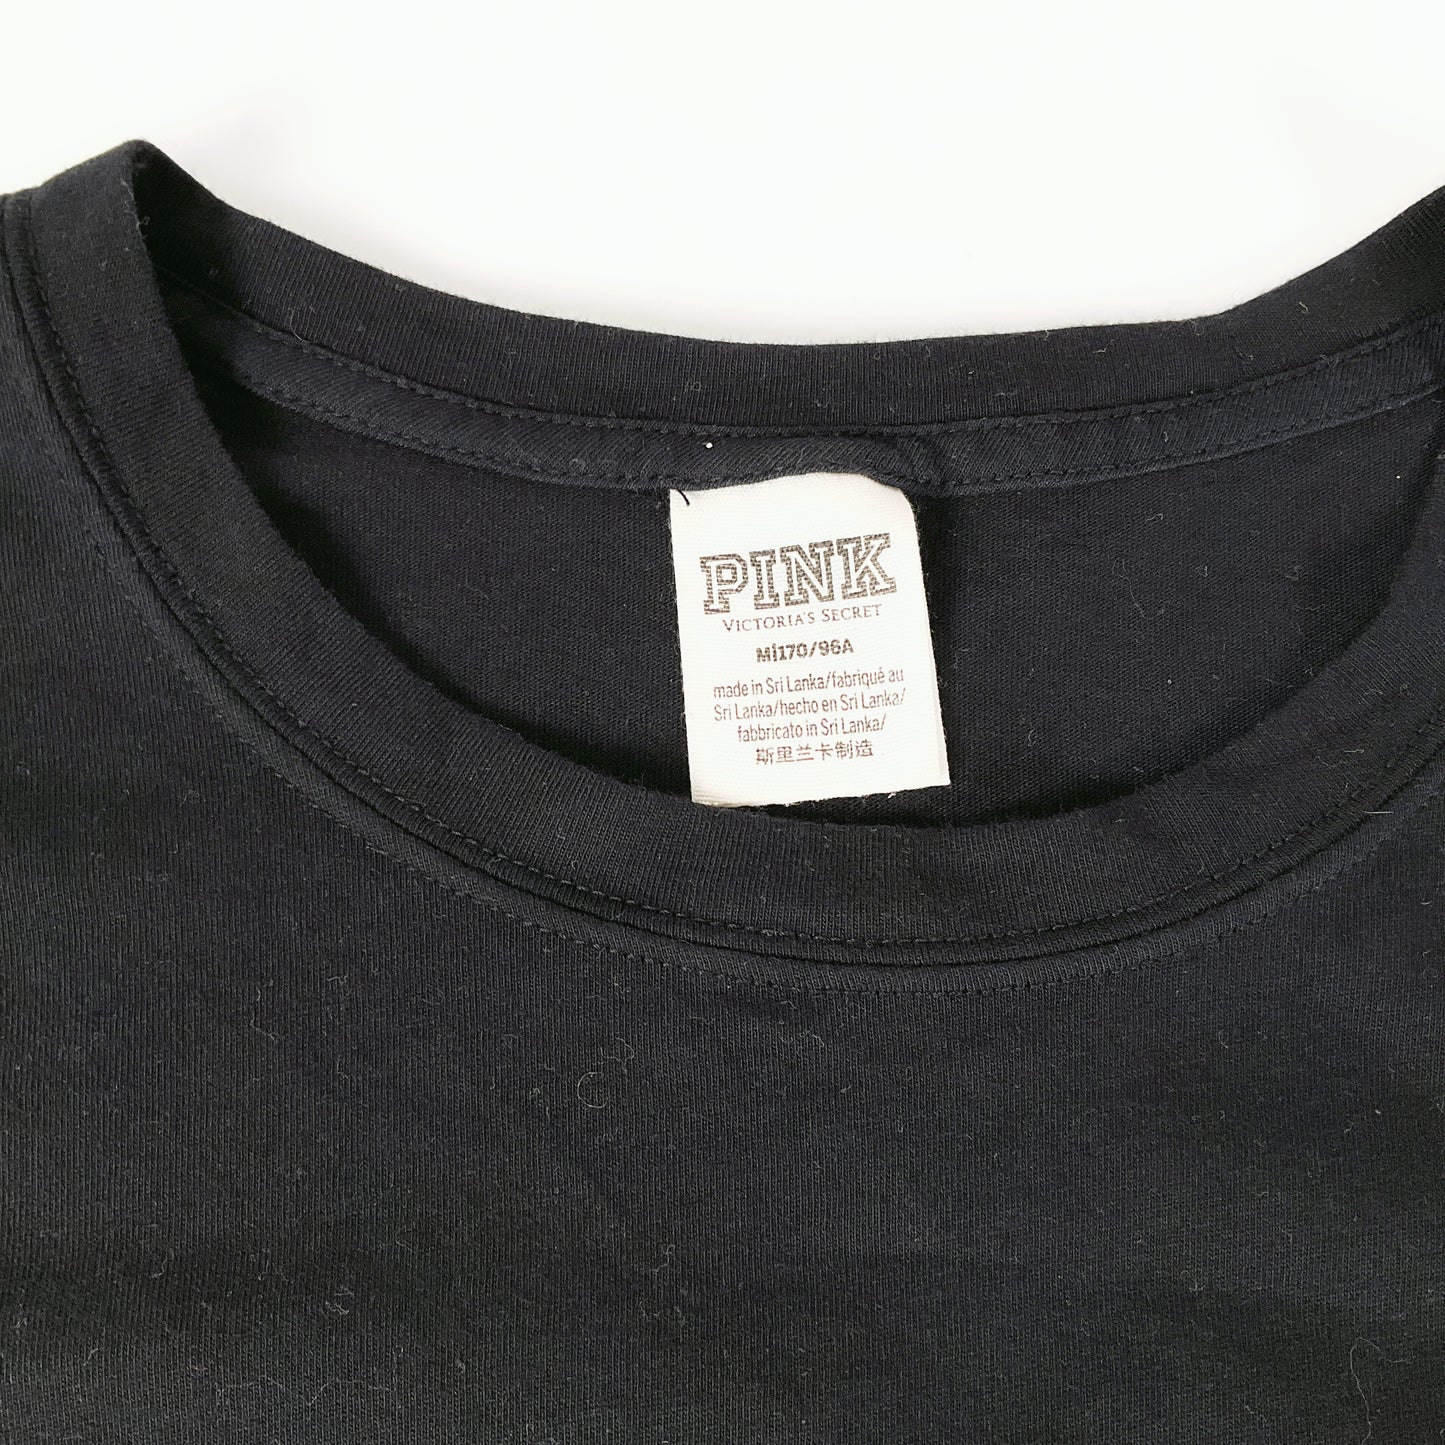 PINK
VICTORIA'S SECRET
M|170/96A
made in Sri Lanka/fabriqué au
Sri Lanka/hecho en Sri Lanka/
fabbricato in Sri Lanka/
斯里兰卡制造